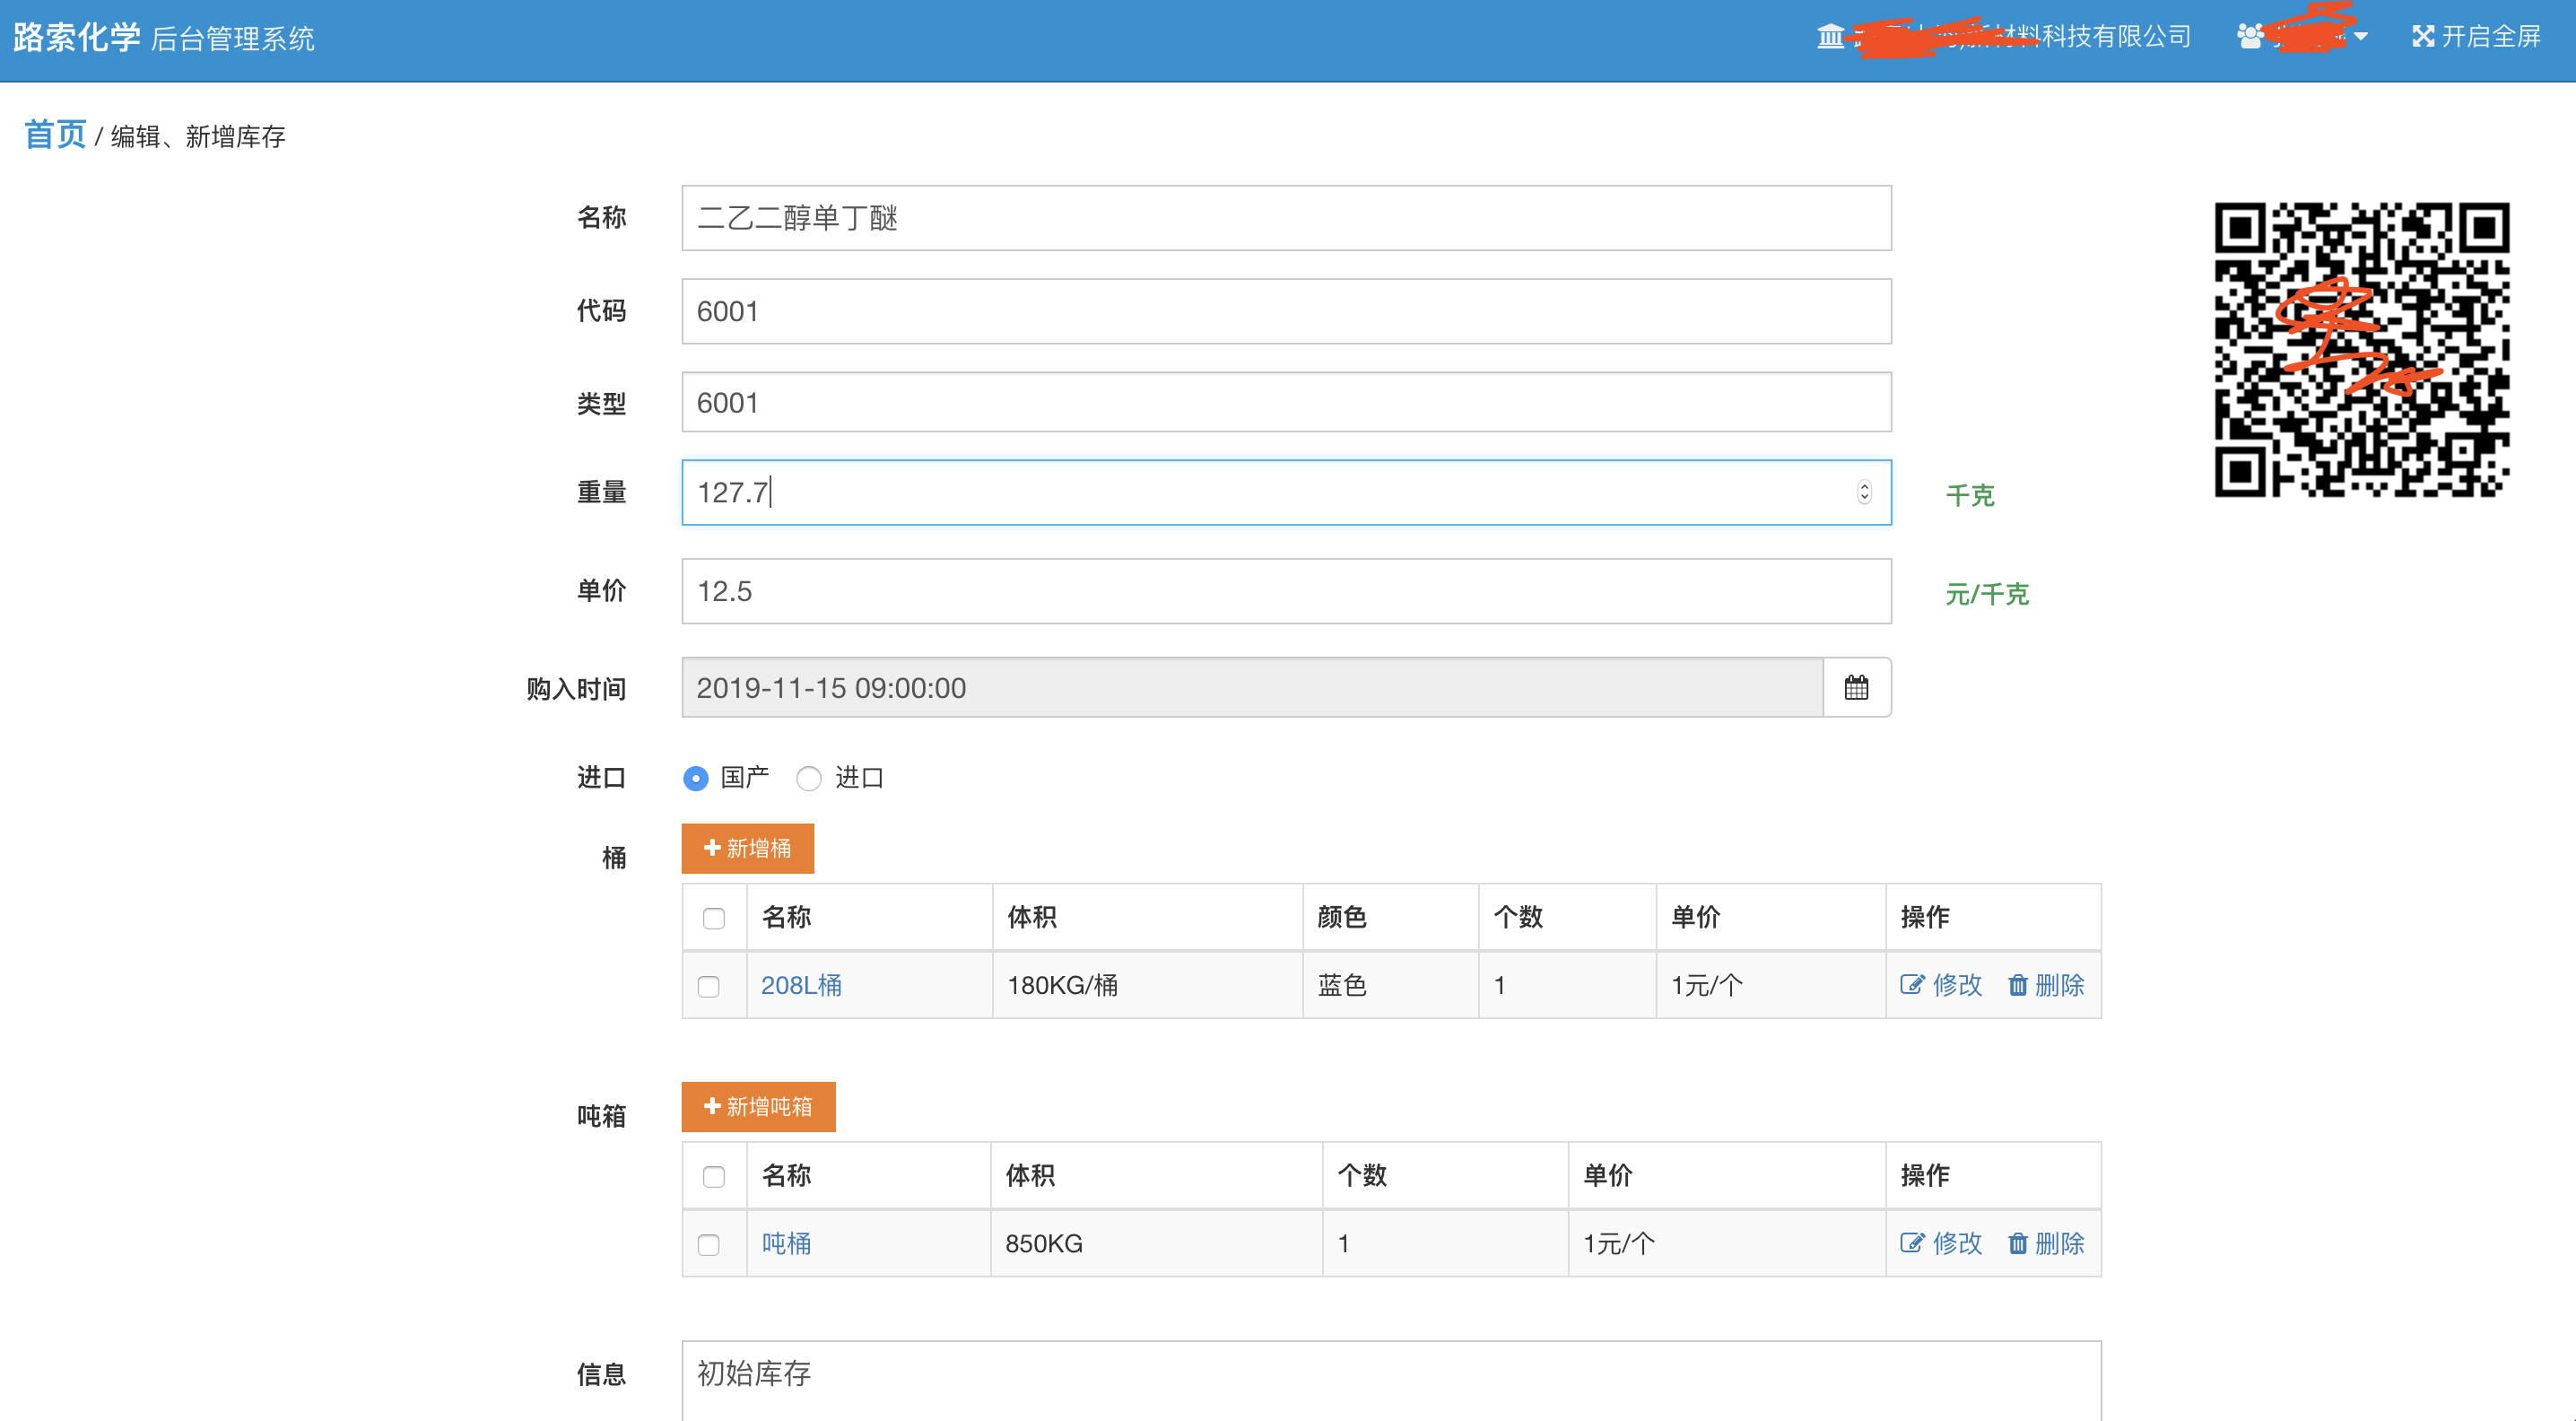 路索化学 后台管理系统
材料科技有限公司
开启全屏
首页 / 编辑、新增库存
名称 二乙二醇单丁醚
代码 6001
类型 6001
重量 127.7 千克
单价 12.5 元/千克
购入时间 2019-11-15 09:00:00
进口 国产 进口
桶 新增桶
名称 体积 颜色 个数 单价 操作
208L桶 180KG/桶 蓝色 1 1元/个 修改 删除
吨箱 新增吨箱
名称 体积 个数 单价 操作
吨桶 850KG 1 1元/个 修改 删除
信息 初始库存